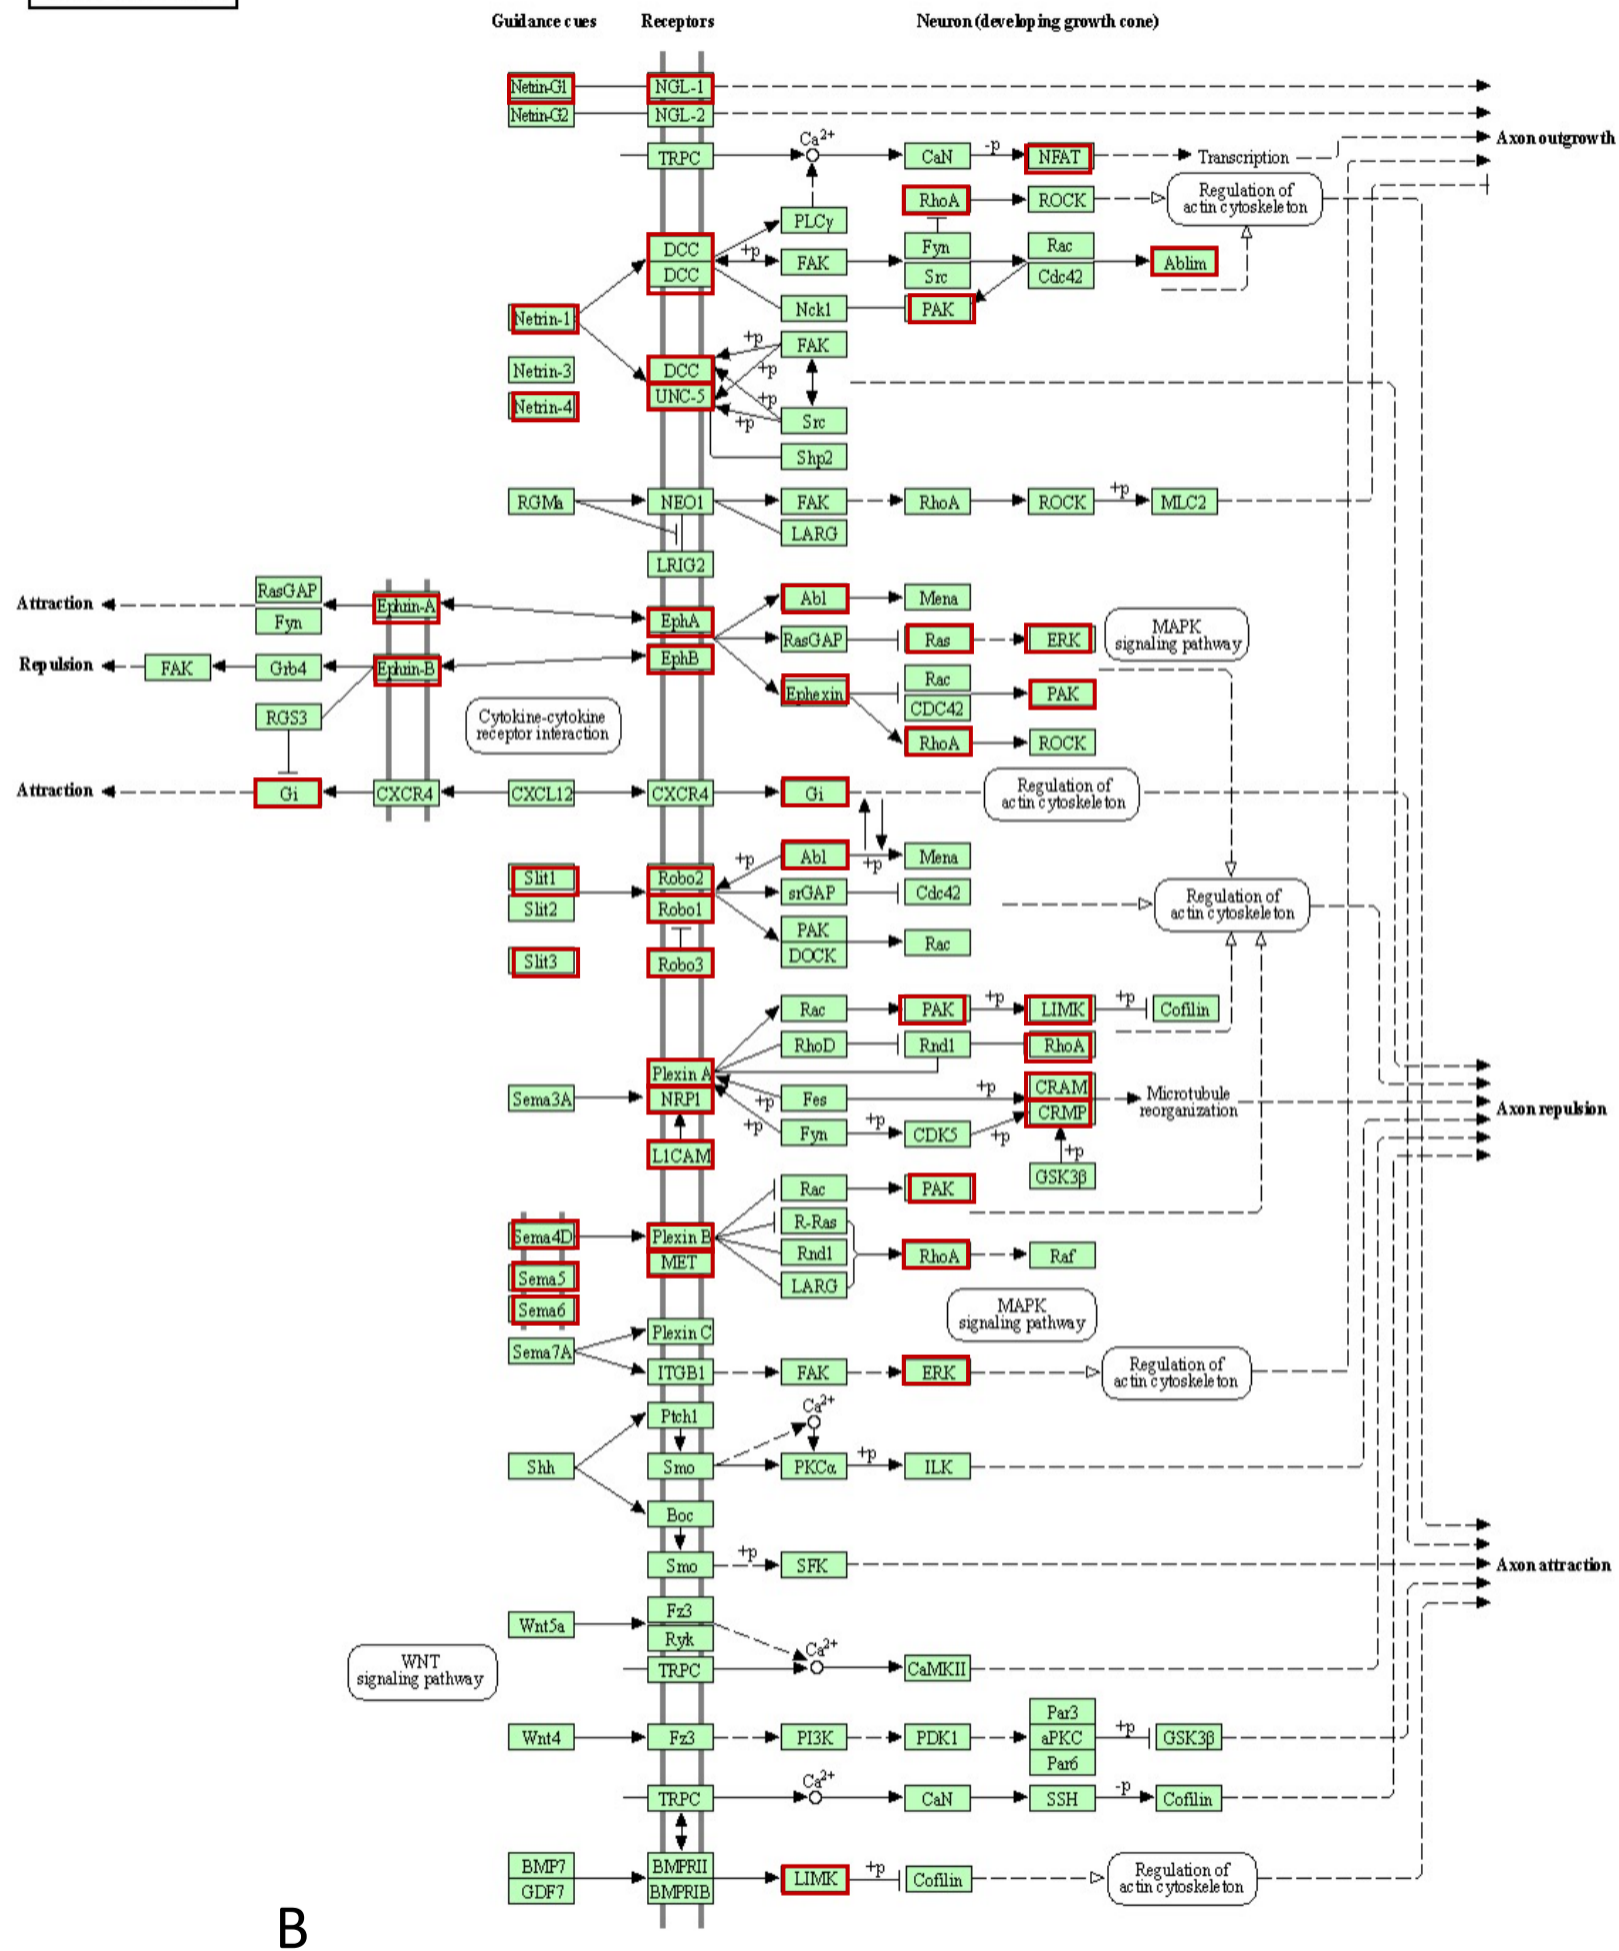 Guidance cues Receptors Neuron (developing growth cone)
Netrin-G1 NGL-1
Netrin-G2 NGL-2
Axon outgrowth
Ca2+
TRPC CaN -p NFAT Transcription
RhoA ROCK Regulation of
actin cytoskeleton
PLCγ
DCC +p FAK Fyn Rac Ablim
DCC Src Cdc42
Nck1 PAK
Netrin-1
+p FAK
Netrin-3 DCC +p
Netrin-4 UNC-5 +p
+p Src
Shp2
RGMa NEO1 FAK RhoA ROCK +p MLC2
LARG
LRIG2
Attraction RasGAP Ephrin-A EphA Abl Mena
Fyn
RasGAP Ras ERK MAPK
signaling pathway
Repulsion FAK Grb4 Ephrin-B EphB
Ephexin Rac PAK
CDC42
RGS3 Cytokine-cytokine
receptor interaction
RhoA ROCK
Attraction Gi CXCR4 CXCL12 CXCR4 Gi Regulation of
actin cytoskeleton
+p Abl +p Mena
Slit1 Robo2 srGAP Cdc42
Slit2 Robo1 Regulation of
actin cytoskeleton
PAK Rac
DOCK
Slit3 Robo3
Rac PAK +p LIMK +p Cofilin
RhoD Rnd1 RhoA
Plexin A
Sema3A NRP1 +p Fes +p CRAM Microtubule
reorganization
CRMP
+p Fyn +p CDK5 +p
+p
L1CAM GSK3β
Rac PAK
R-Ras
Sema4D Plexin B Rnd1 RhoA Raf
MET LARG
Sema5
Sema6 MAPK
signaling pathway
Axon repulsion
Sema7A Plexin C
ITGB1 FAK ERK Regulation of
actin cytoskeleton
Ptch1 Ca2+
Shh Smo PKCα +p ILK
Boc
Smo +p SFK
Axon attraction
Wnt5a Fz3
Ryk Ca2+
WNT
signaling pathway
TRPC CaMKII
Par3
Wnt4 Fz3 PI3K PDK1 aPKC +p GSK3β
Par6
Ca2+
TRPC CaN SSH -p Cofilin
BMP7 BMPRII LIMK +p Cofilin Regulation of
actin cytoskeleton
GDF7 BMPRIB
B